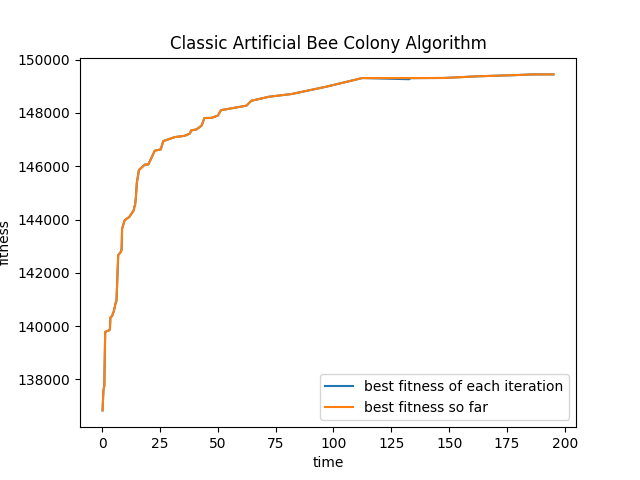 Classic Artificial Bee Colony Algorithm
150000
148000
146000
144000
142000
140000
138000
fitness
0 25 50 75 100 125 150 175 200
time
best fitness of each iteration
best fitness so far